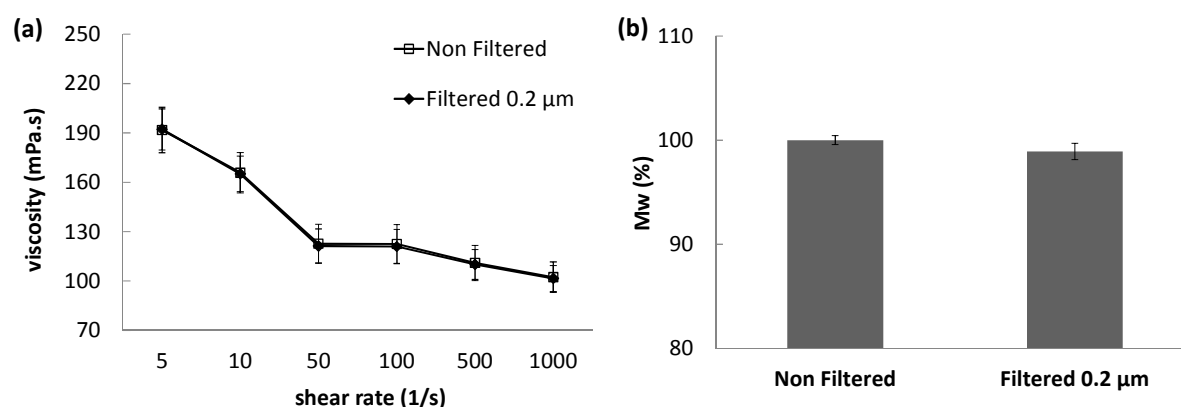 (a)
Non Filtered
Filtered 0.2 µm
viscosity (mPa.s)
250
220
190
160
130
100
70
5 10 50 100 500 1000
shear rate (1/s)
(b)
Mw (%)
110
100
90
80
Non Filtered Filtered 0.2 µm